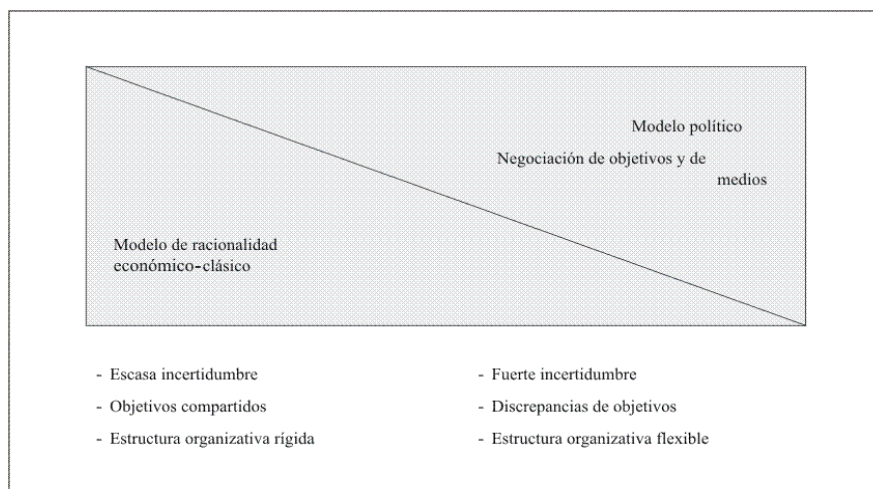 Modelo político
Negociación de objetivos y de
medios
Modelo de racionalidad
económico-clásico
- Escasa incertidumbre
- Objetivos compartidos
- Estructura organizativa rígida
- Fuerte incertidumbre
- Discrepancias de objetivos
- Estructura organizativa flexible